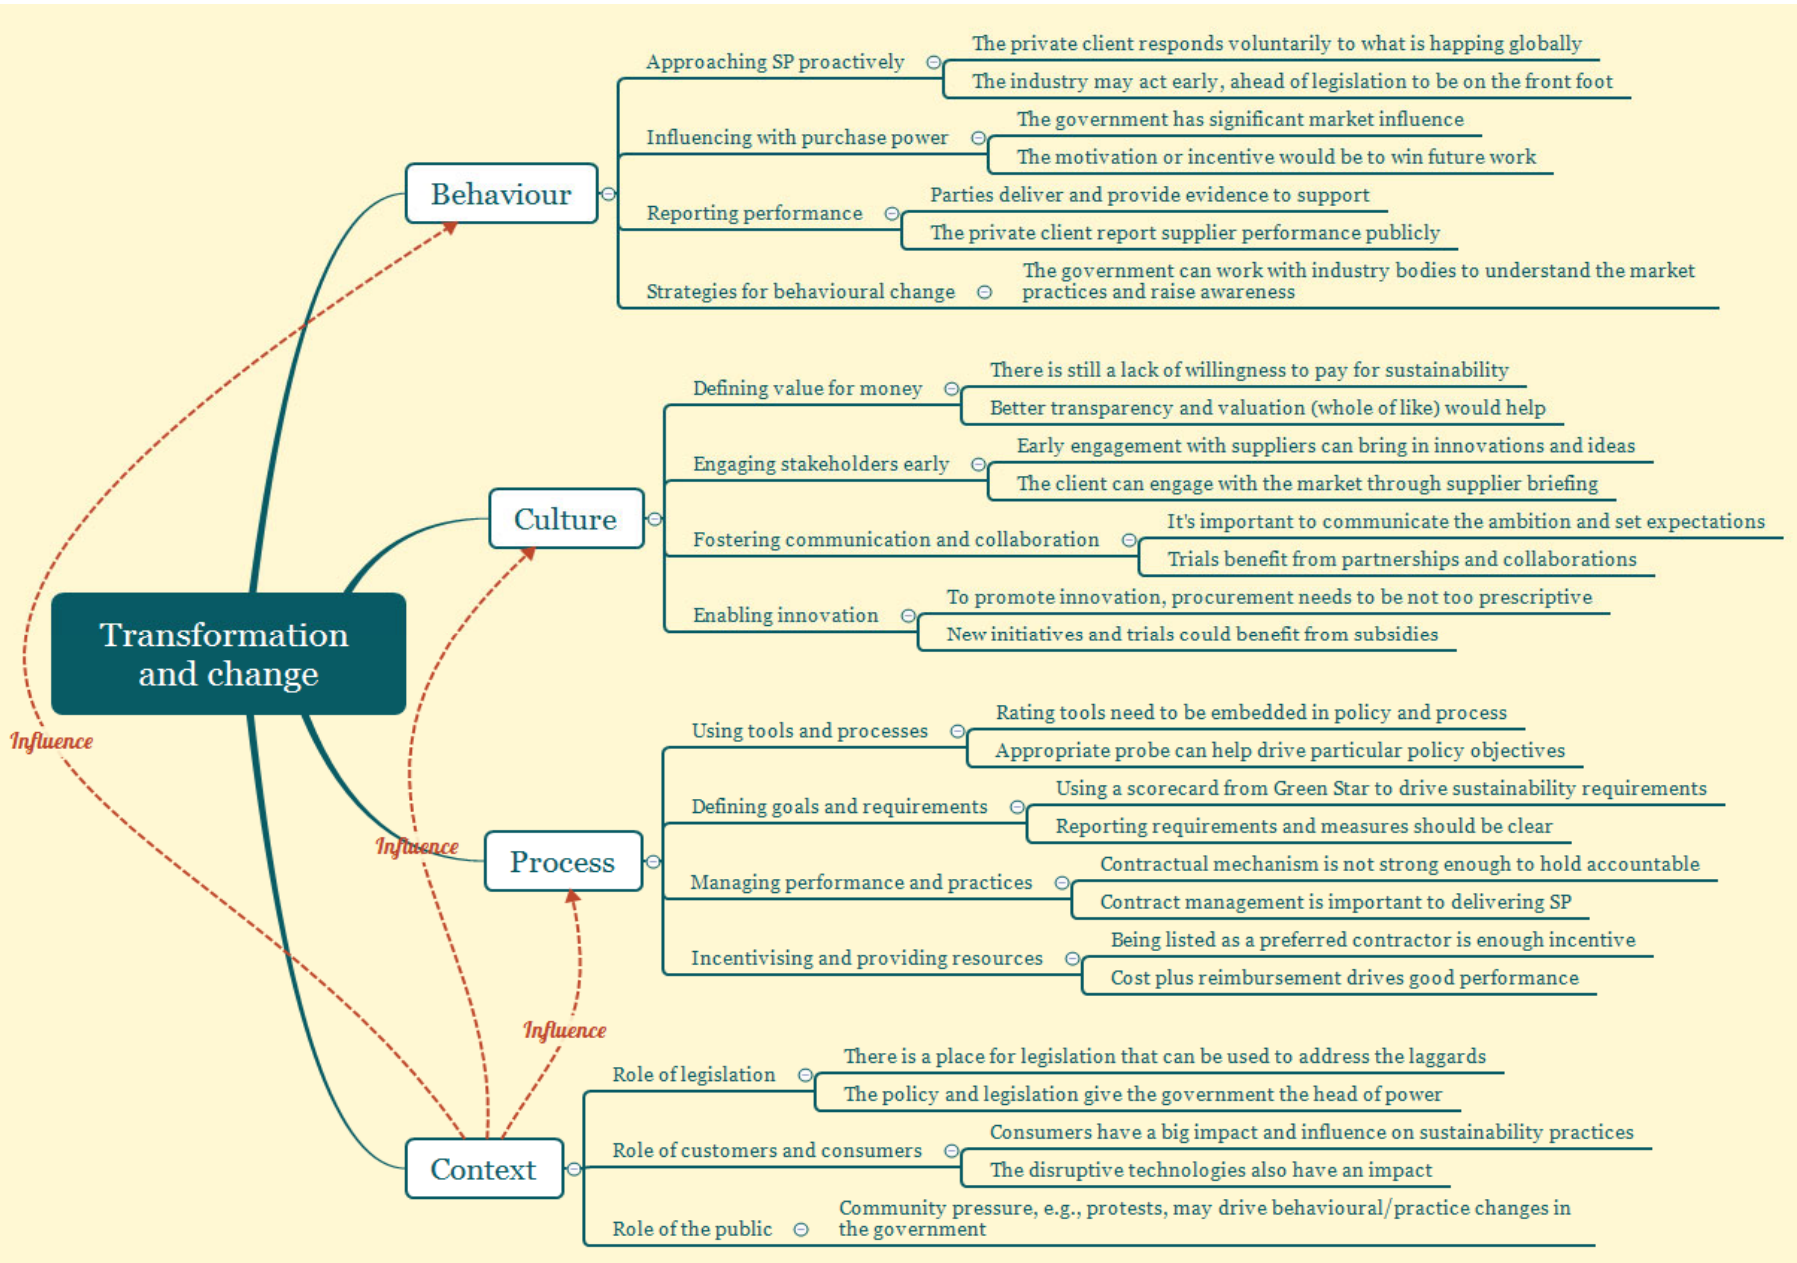 Transformation
and change
Behaviour
Approaching SP proactively
The private client responds voluntarily to what is happing globally
The industry may act early, ahead of legislation to be on the front foot
Influencing with purchase power
The government has significant market influence
The motivation or incentive would be to win future work
Reporting performance
Parties deliver and provide evidence to support
The private client report supplier performance publicly
Strategies for behavioural change
The government can work with industry bodies to understand the market
practices and raise awareness
Culture
Defining value for money
There is still a lack of willingness to pay for sustainability
Better transparency and valuation (whole of like) would help
Engaging stakeholders early
Early engagement with suppliers can bring in innovations and ideas
The client can engage with the market through supplier briefing
Fostering communication and collaboration
It's important to communicate the ambition and set expectations
Trials benefit from partnerships and collaborations
Enabling innovation
To promote innovation, procurement needs to be not too prescriptive
New initiatives and trials could benefit from subsidies
Process
Using tools and processes
Rating tools need to be embedded in policy and process
Appropriate probe can help drive particular policy objectives
Defining goals and requirements
Using a scorecard from Green Star to drive sustainability requirements
Reporting requirements and measures should be clear
Managing performance and practices
Contractual mechanism is not strong enough to hold accountable
Contract management is important to delivering SP
Incentivising and providing resources
Being listed as a preferred contractor is enough incentive
Cost plus reimbursement drives good performance
Context
Role of legislation
There is a place for legislation that can be used to address the laggards
The policy and legislation give the government the head of power
Role of customers and consumers
Consumers have a big impact and influence on sustainability practices
The disruptive technologies also have an impact
Role of the public
Community pressure, e.g., protests, may drive behavioural/practice changes in
the government
Influence
Influence
Influence